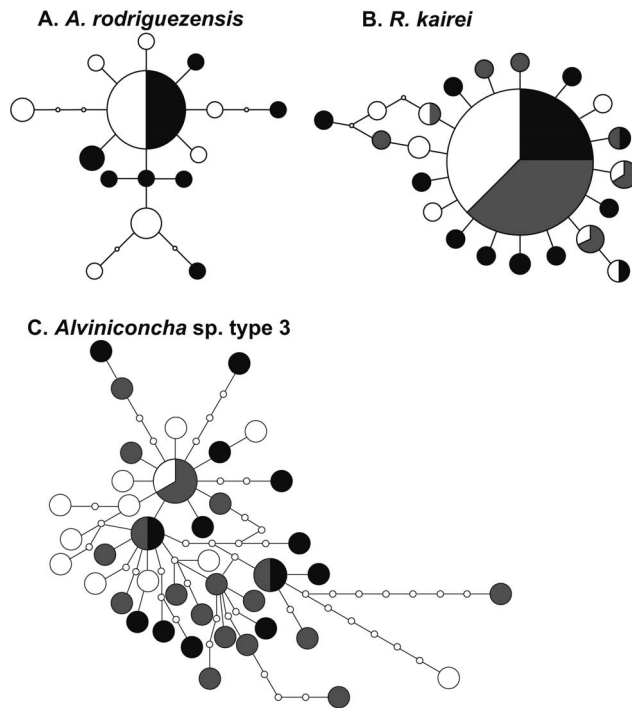 A. A. rodriguezensis
B. R. kairei
C. Alviniconcha sp. type 3